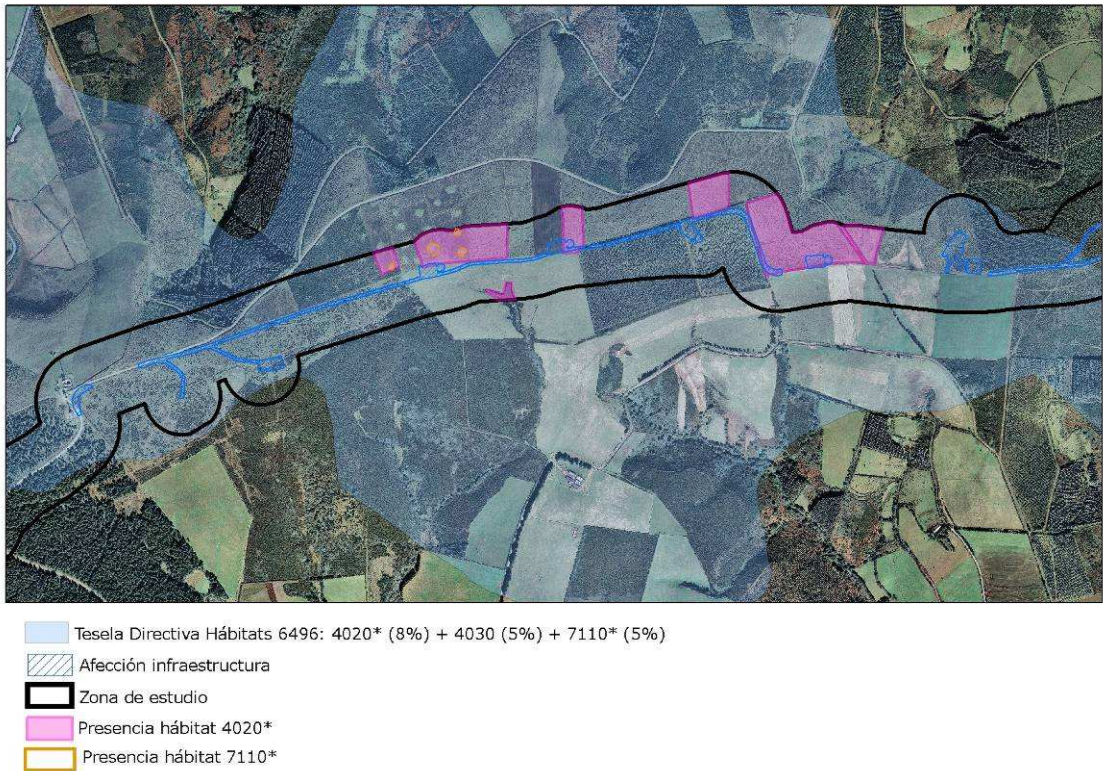 Tesela Directiva Hábitats 6496: 4020* (8%) + 4030 (5%) + 7110* (5%)
Afección infraestructura
Zona de estudio
Presencia hábitat 4020*
Presencia hábitat 7110*